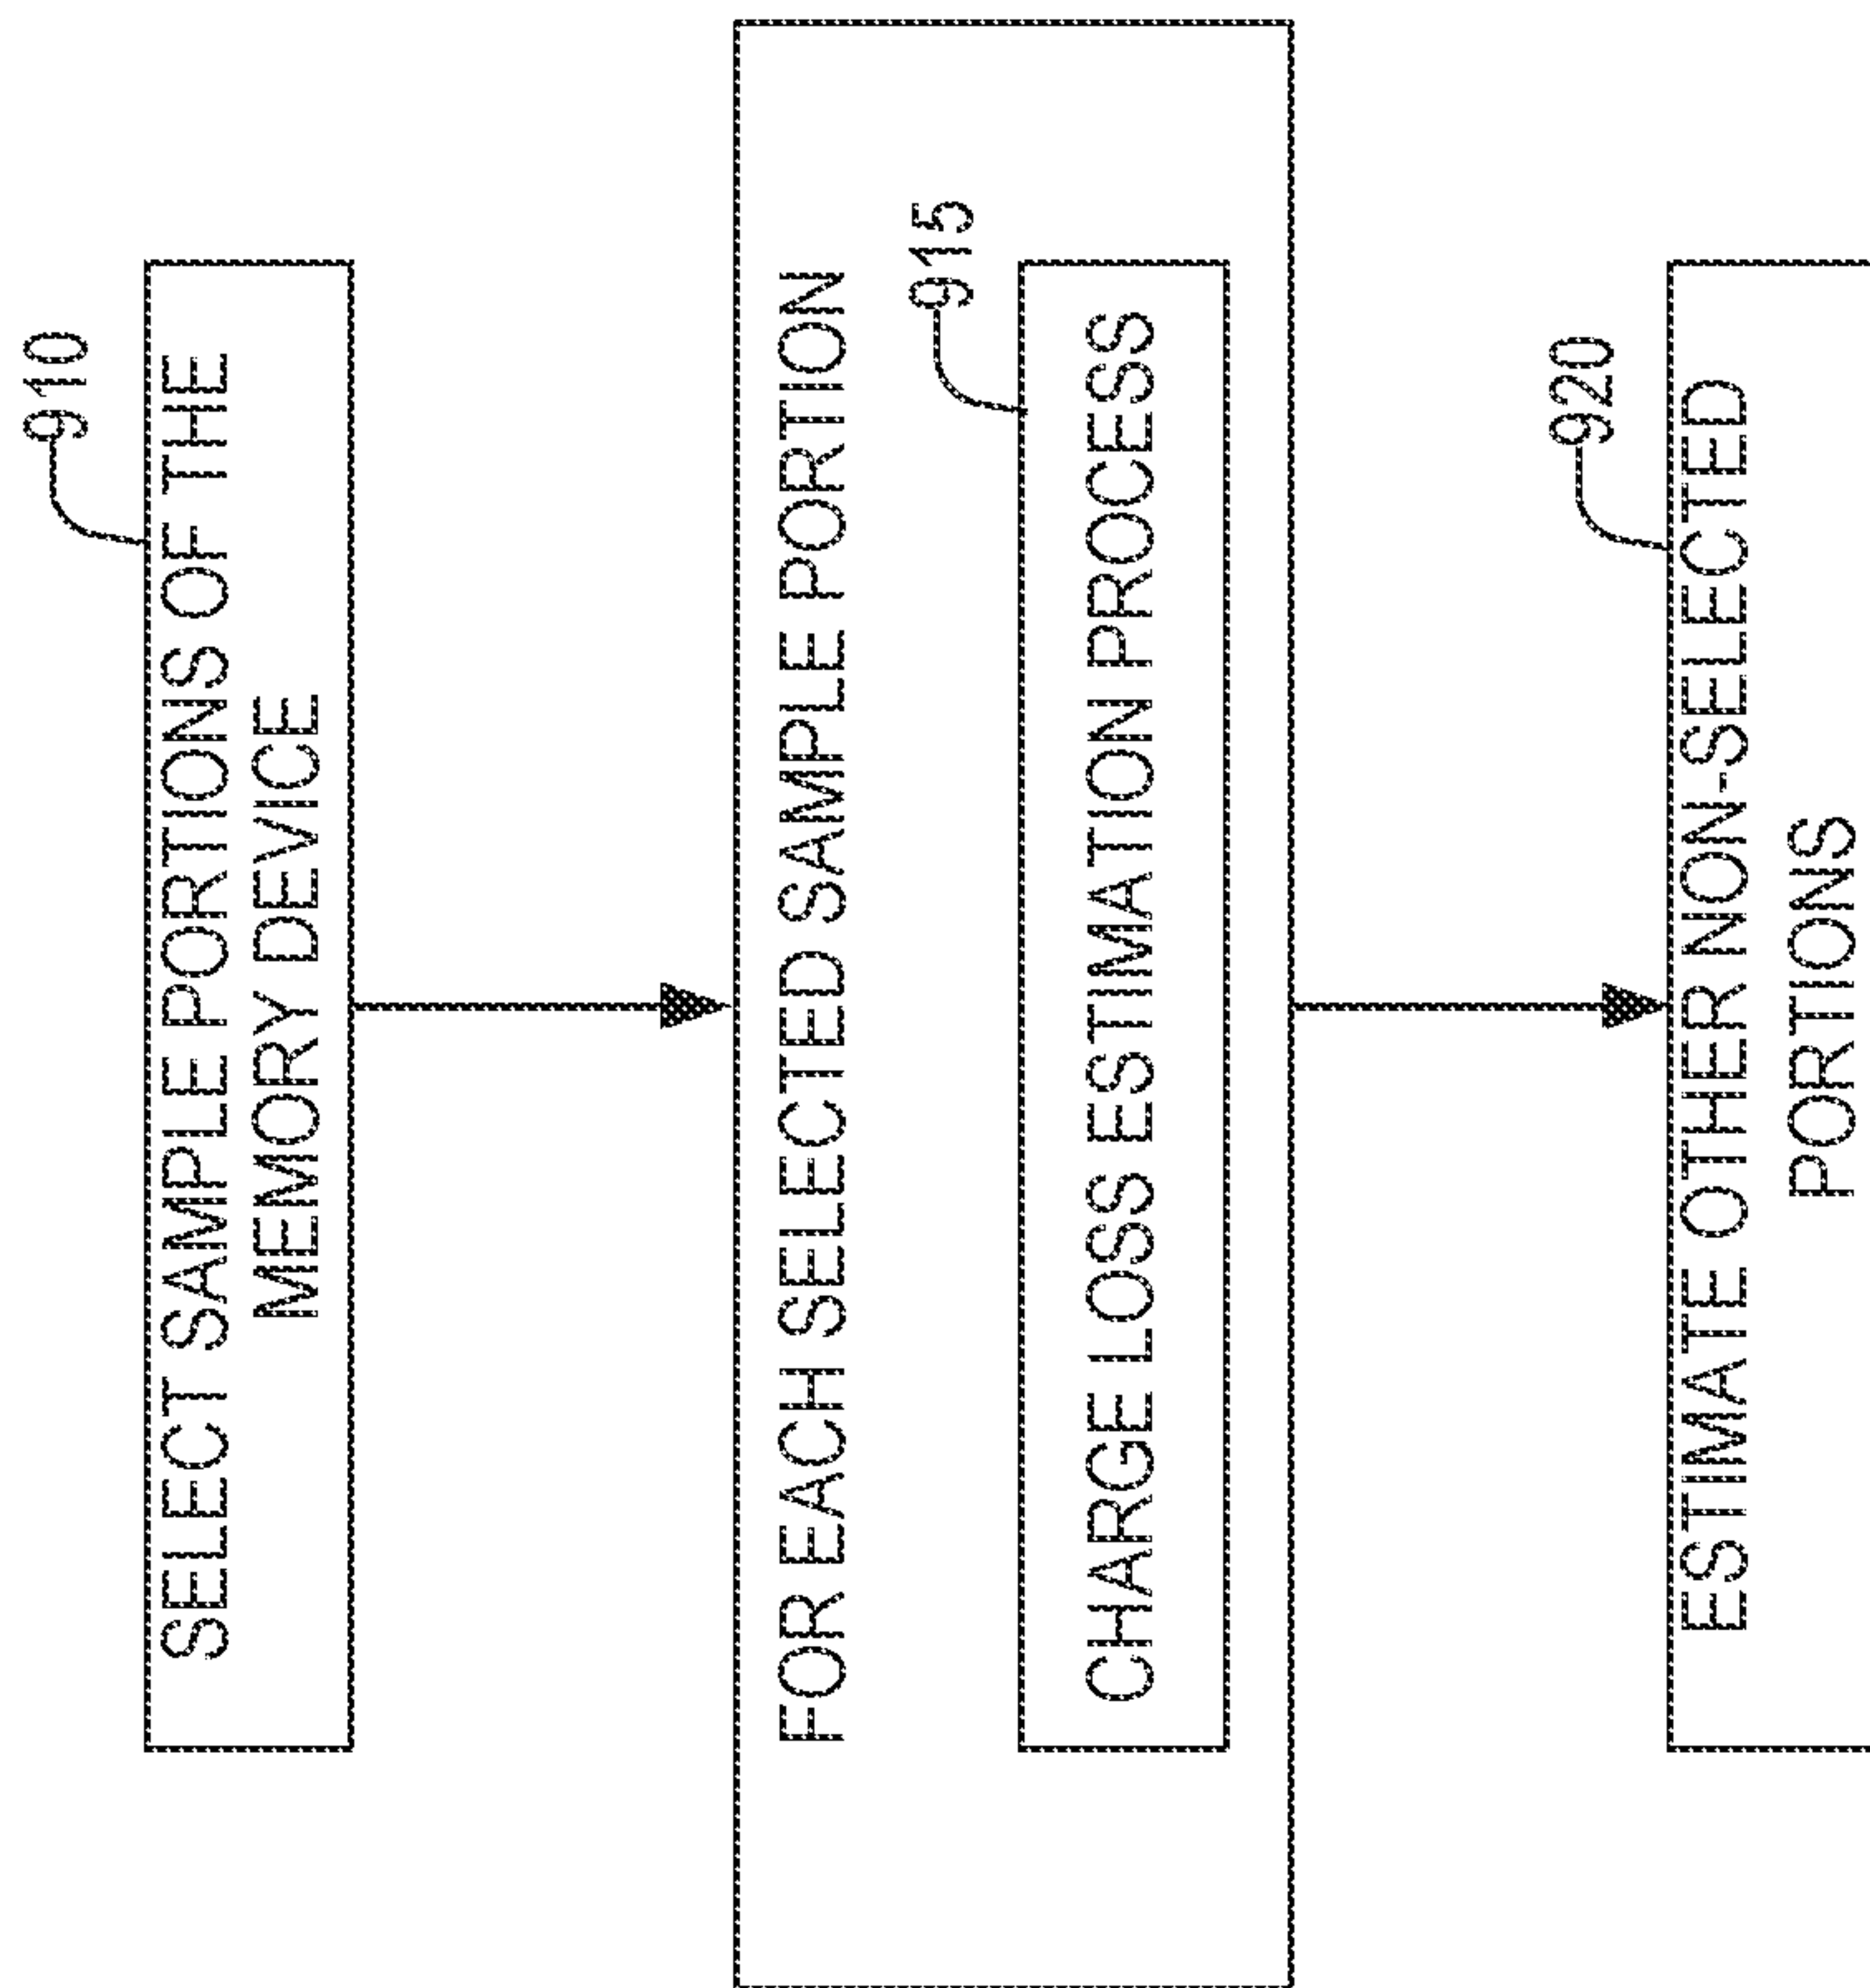 910
SELECT SAMPLE PORTIONS OF THE
MEMORY DEVICE
FOR EACH SELECTED SAMPLE PORTION
915
CHARGE LOSS ESTIMATION PROCESS
920
ESTIMATE OTHER NON-SELECTED
PORTIONS